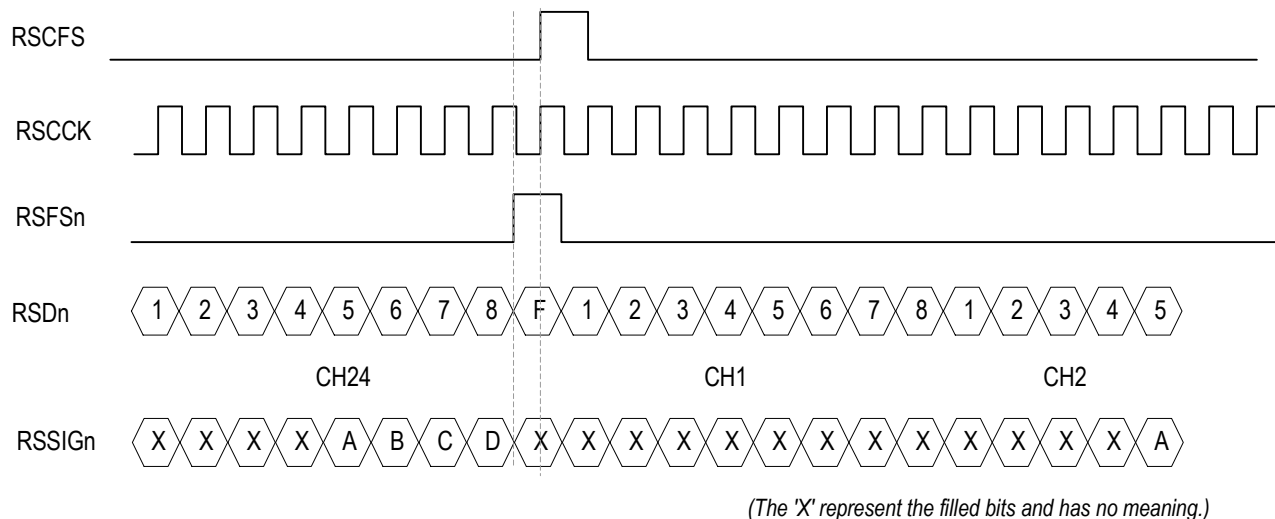 RSCFS
RSCCK
RSFSn
RSDn 1 2 3 4 5 6 7 8 F 1 2 3 4 5 6 7 8 1 2 3 4 5
CH24 CH1 CH2
RSSIGn X X X X A B C D X X X X X X X X X X X X X A
(The 'X' represent the filled bits and has no meaning.)